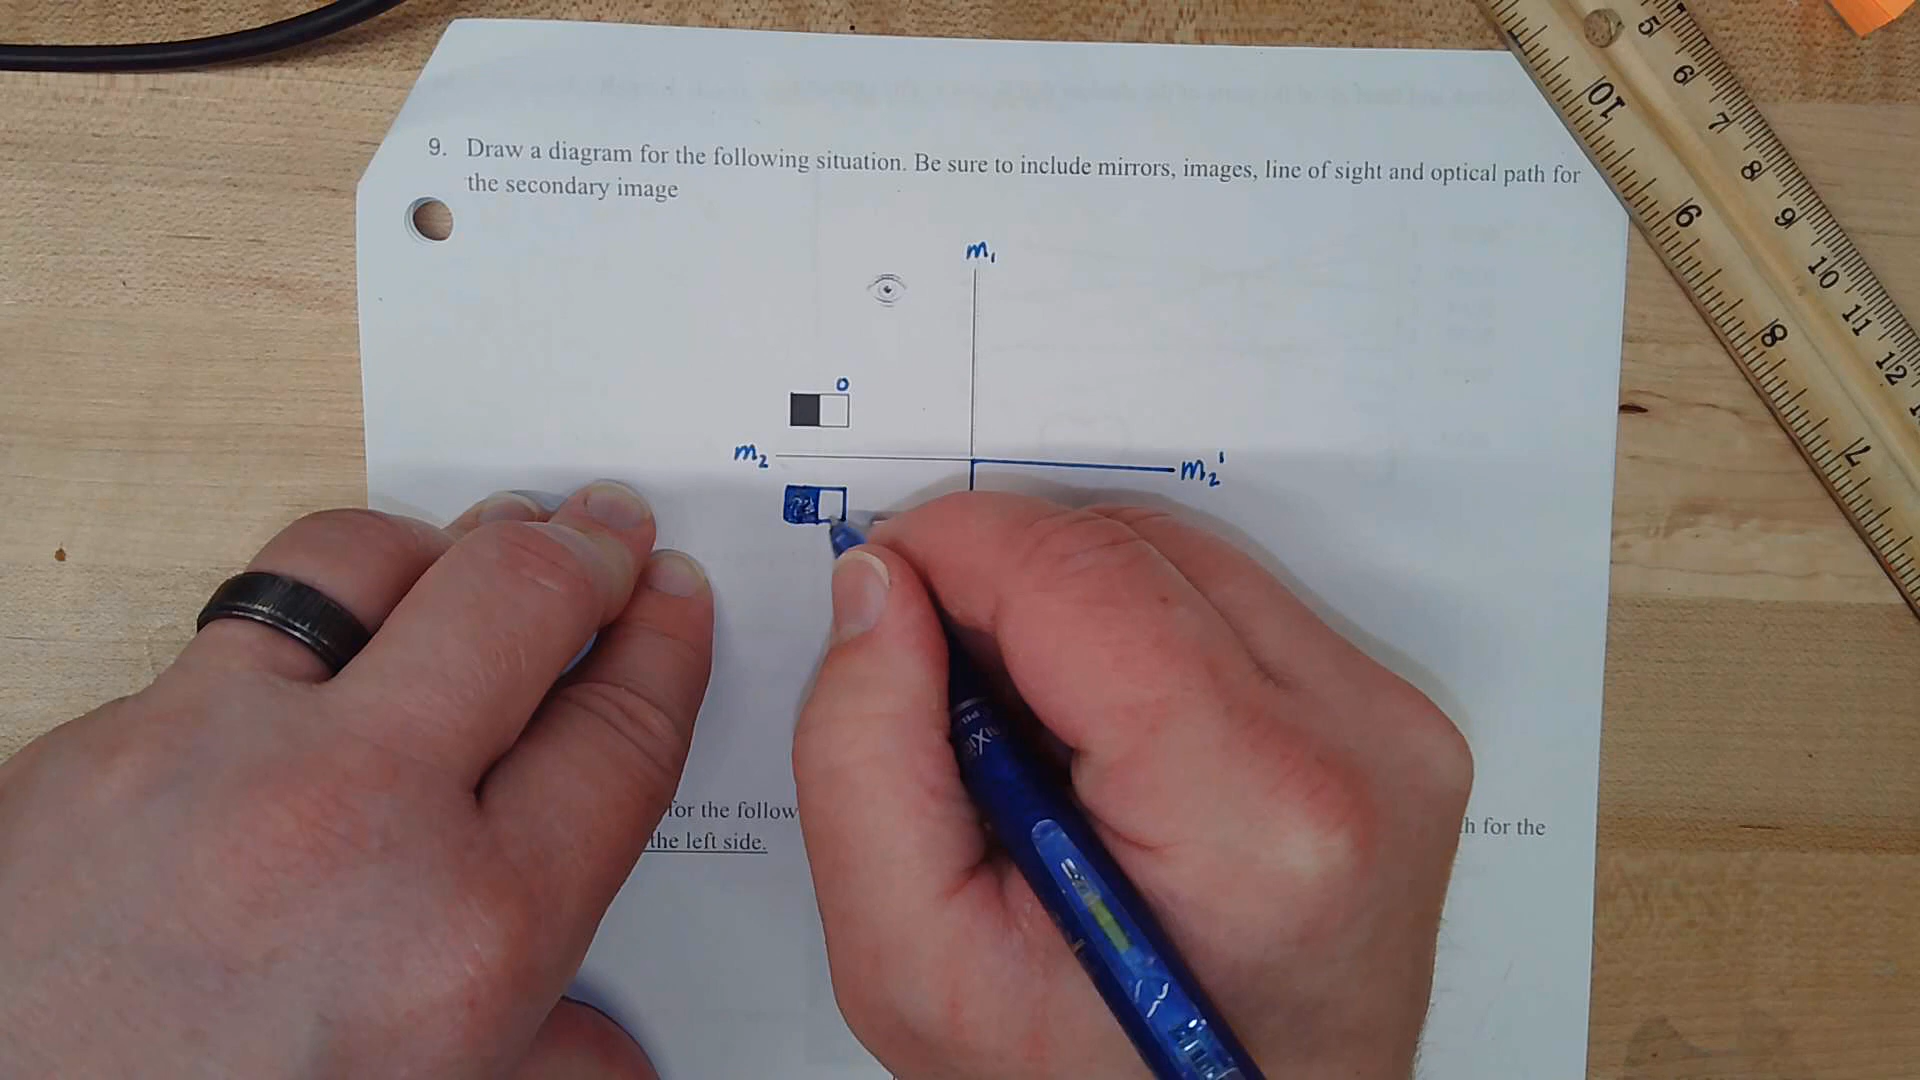 9. Draw a diagram for the following situation. Be sure to include mirrors, images, line of sight and optical path for
the secondary image
m₁
o
m₂
m₂'
for the follow
h for the
the left side.
5
6
7
8
9
10
11
12
10
9
8
7